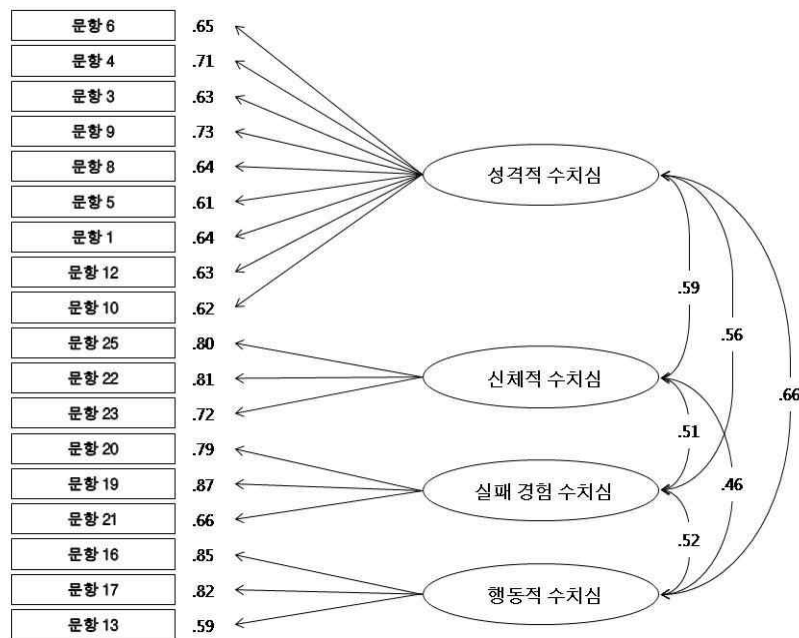 문항 6 .65
문항 4 .71
문항 3 .63
문항 9 .73
문항 8 .64
문항 5 .61
문항 1 .64
문항 12 .63
문항 10 .62
문항 25 .80
문항 22 .81
문항 23 .72
문항 20 .79
문항 19 .87
문항 21 .66
문항 16 .85
문항 17 .82
문항 13 .59
성격적 수치심
신체적 수치심
실패 경험 수치심
행동적 수치심
.59
.56
.66
.51
.46
.52